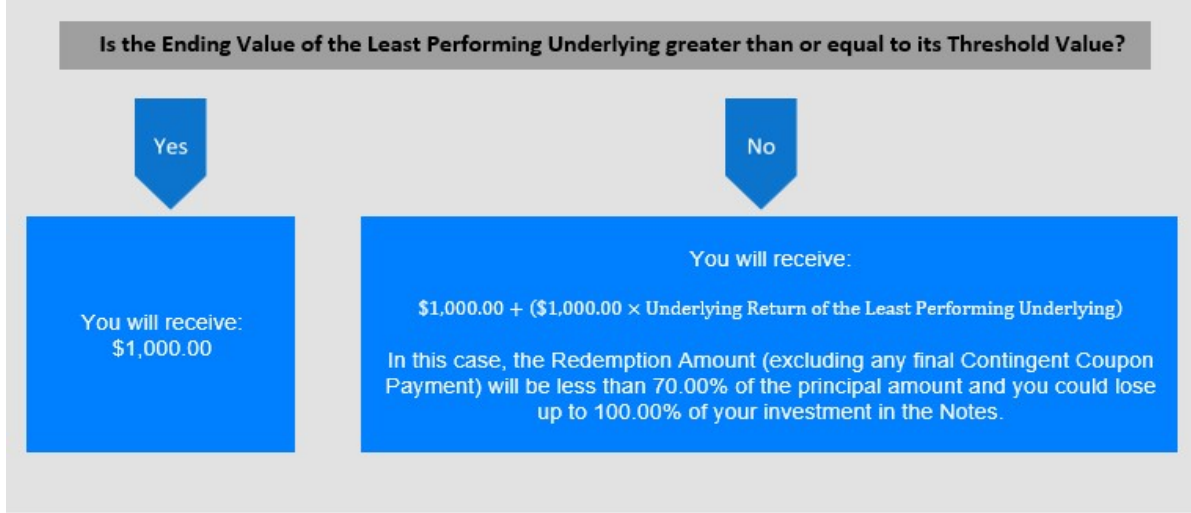 Is the Ending Value of the Least Performing Underlying greater than or equal to its Threshold Value?
Yes
No
You will receive:
$1,000.00
You will receive:
$1,000.00 + ($1,000.00 × Underlying Return of the Least Performing Underlying)
In this case, the Redemption Amount (excluding any final Contingent Coupon
Payment) will be less than 70.00% of the principal amount and you could lose
up to 100.00% of your investment in the Notes.